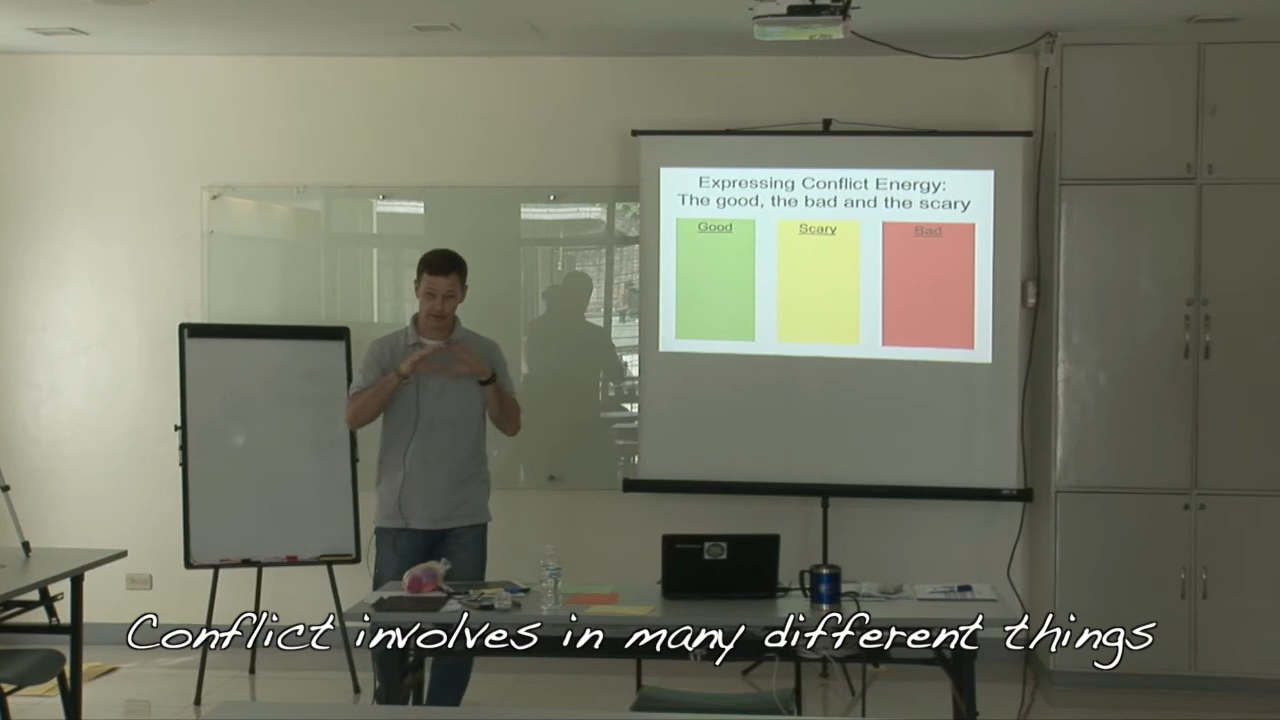 Expressing Conflict Energy:
The good, the bad and the scary
Good
Scary
Bad
Conflict involves in many different things